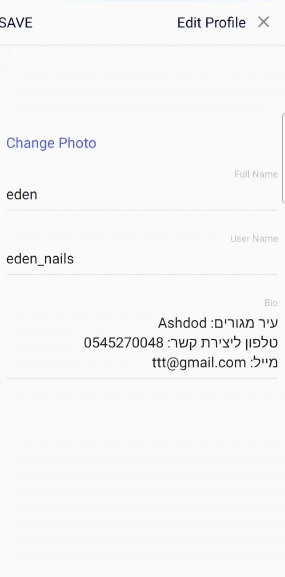 SAVE
Edit Profile
Change Photo
Full Name
eden
User Name
eden_nails
Bio
עיר מגורים: Ashdod
טלפון ליצירת קשר: 0545270048
מייל: ttt@gmail.com